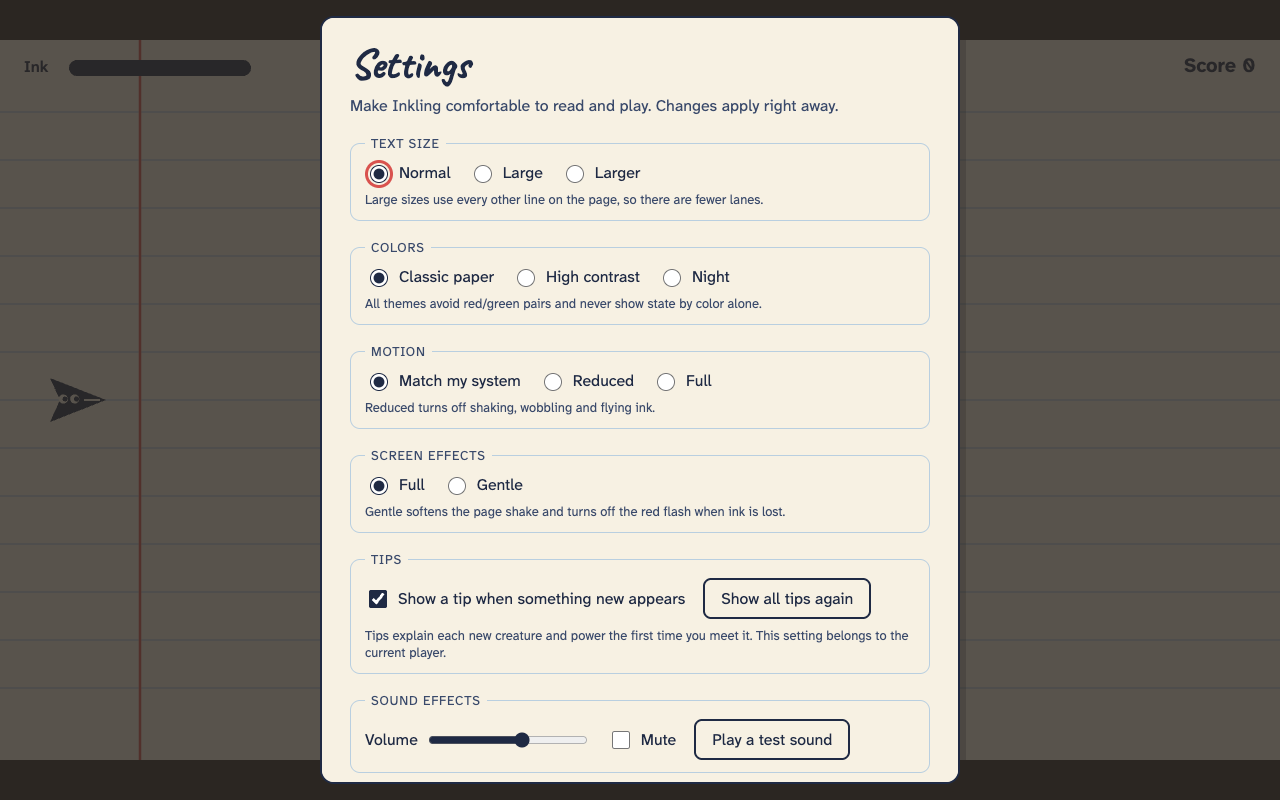 Ink
Score 0
Settings
Make Inkling comfortable to read and play. Changes apply right away.
TEXT SIZE
Normal Large Larger
Large sizes use every other line on the page, so there are fewer lanes.
COLORS
Classic paper High contrast Night
All themes avoid red/green pairs and never show state by color alone.
MOTION
Match my system Reduced Full
Reduced turns off shaking, wobbling and flying ink.
SCREEN EFFECTS
Full Gentle
Gentle softens the page shake and turns off the red flash when ink is lost.
TIPS
Show a tip when something new appears Show all tips again
Tips explain each new creature and power the first time you meet it. This setting belongs to the
current player.
SOUND EFFECTS
Volume Mute Play a test sound